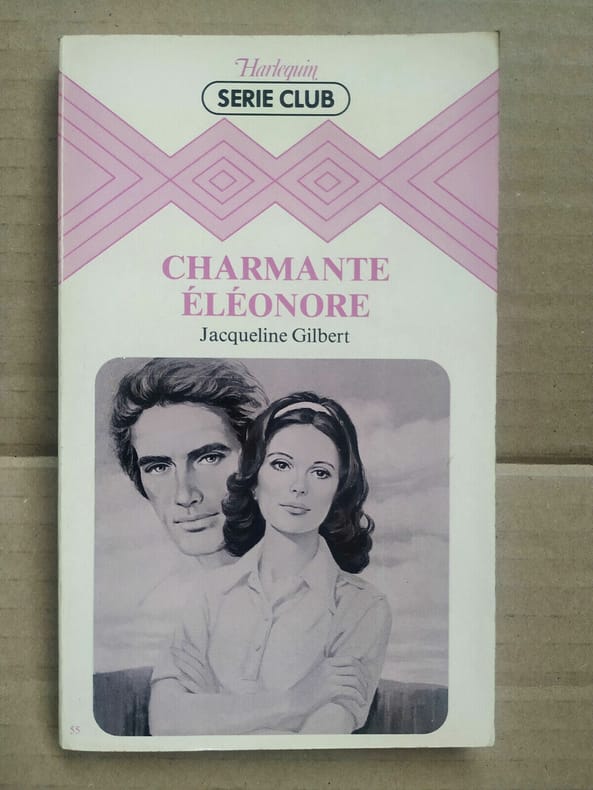 Harlequin
SERIE CLUB
CHARMANTE
ÉLÉONORE
Jacqueline Gilbert
55